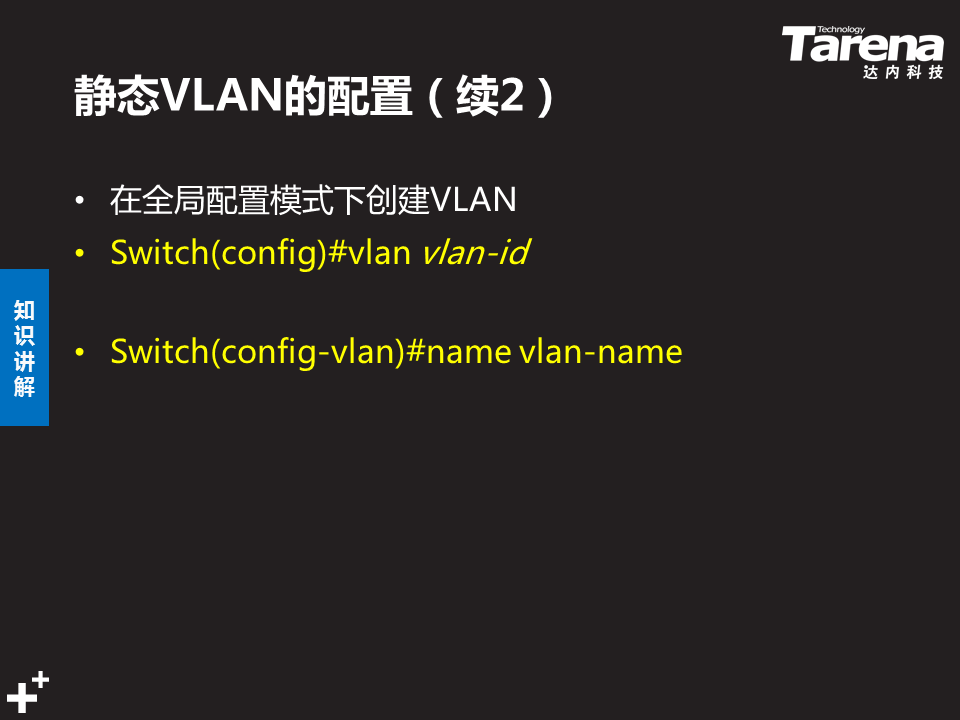 Technology
Tarena
达内科技
静态VLAN的配置（续2）
• 在全局配置模式下创建VLAN
• Switch(config)#vlan vlan-id
• Switch(config-vlan)#name vlan-name
知
识
讲
解